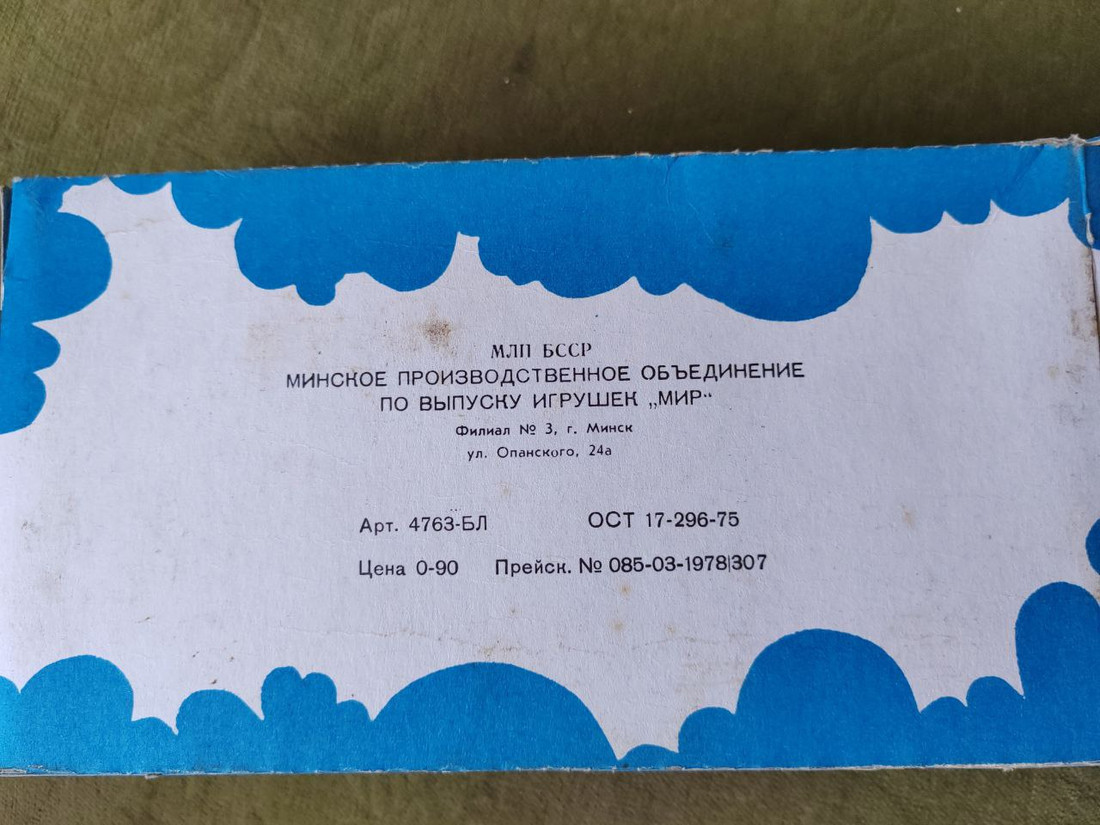 МЛП БССР
МИНСКОЕ ПРОИЗВОДСТВЕННОЕ ОБЪЕДИНЕНИЕ
ПО ВЫПУСКУ ИГРУШЕК „МИР“
Филиал № 3, г. Минск
ул. Опанского, 24а
Арт. 4763-БЛ ОСТ 17-296-75
Цена 0-90 Прейск. № 085-03-1978|307